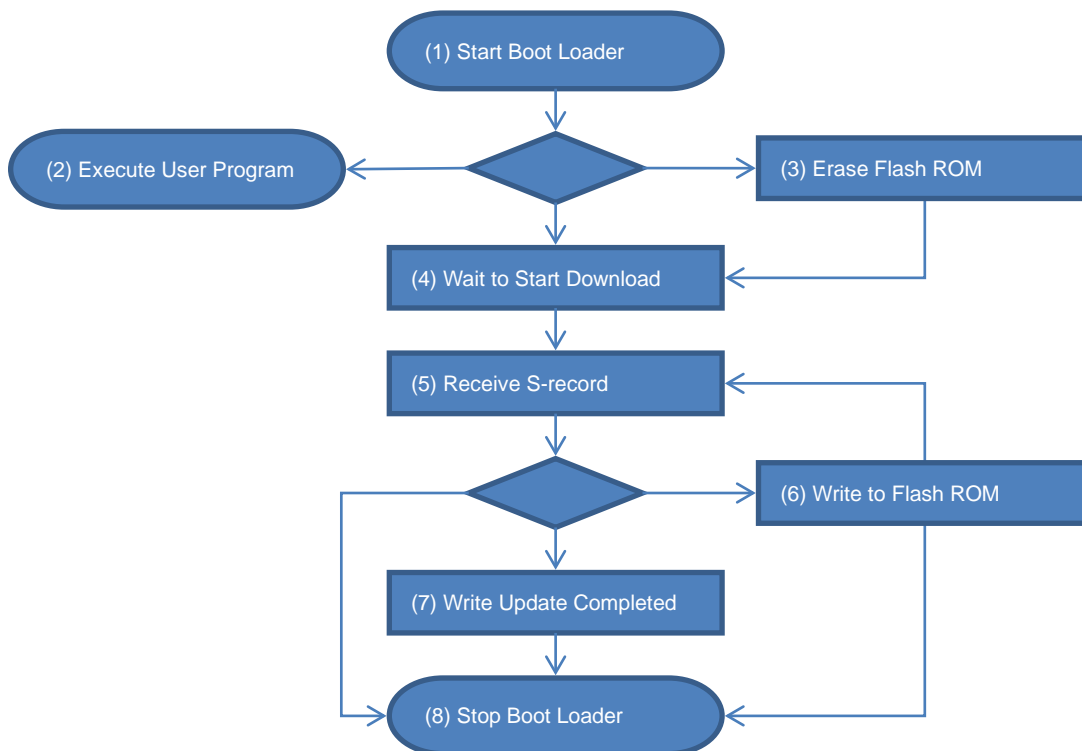 (1) Start Boot Loader
(2) Execute User Program
(3) Erase Flash ROM
(4) Wait to Start Download
(5) Receive S-record
(6) Write to Flash ROM
(7) Write Update Completed
(8) Stop Boot Loader